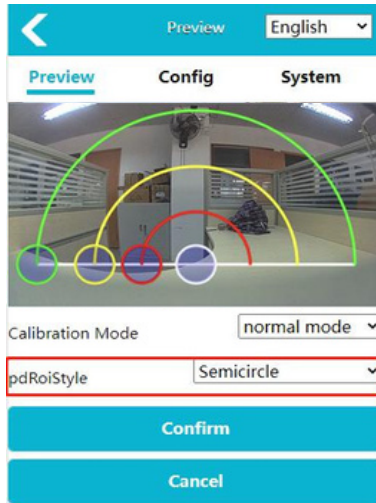 Preview English
Preview Config System
Calibration Mode normal mode
pdRoiStyle Semicircle
Confirm
Cancel